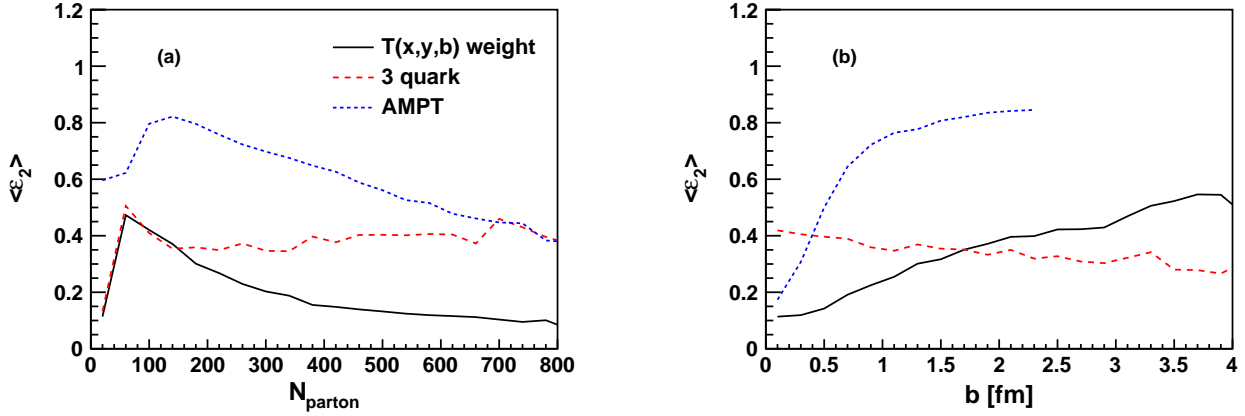 1.2
1
0.8
0.6
0.4
0.2
0
<ε₂>
(a)
T(x,y,b) weight
3 quark
AMPT
0 100 200 300 400 500 600 700 800
N_parton
1.2
1
0.8
0.6
0.4
0.2
0
<ε₂>
(b)
0 0.5 1 1.5 2 2.5 3 3.5 4
b [fm]